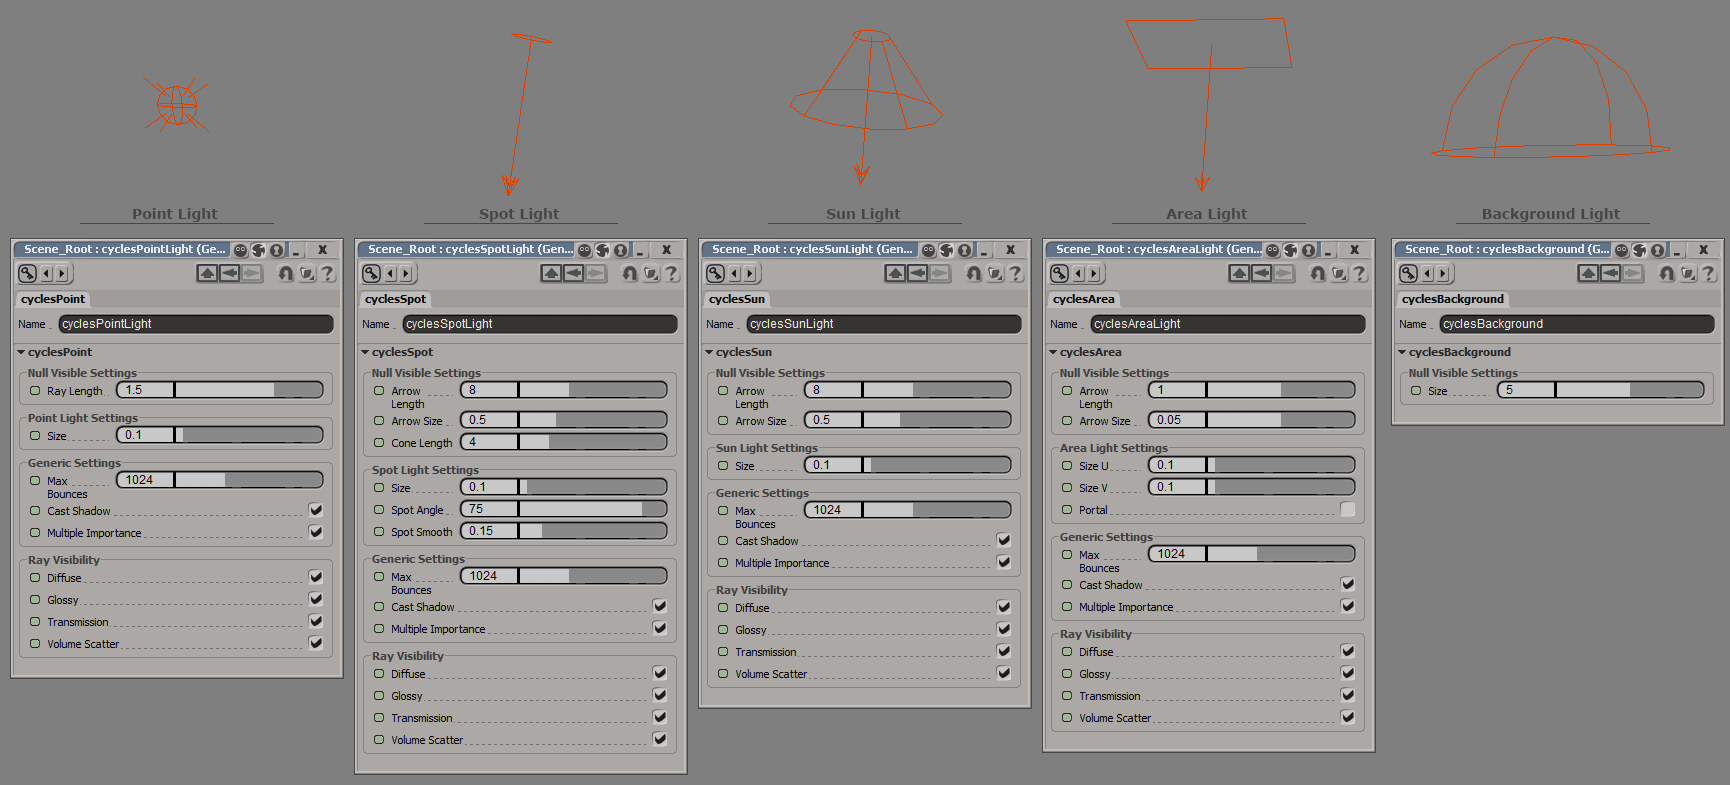 Point Light
Spot Light
Sun Light
Area Light
Background Light
Scene_Root : cyclesPointLight (Ge...
cyclesPoint
Name
cyclesPointLight
cyclesPoint
Null Visible Settings
Ray Length 1.5
Point Light Settings
Size 0.1
Generic Settings
Max 1024
Bounces
Cast Shadow
Multiple Importance
Ray Visibility
Diffuse
Glossy
Transmission
Volume Scatter
Scene_Root : cyclesSpotLight (Gen...
cyclesSpot
Name cyclesSpotLight
cyclesSpot
Null Visible Settings
Arrow 8
Length
Arrow Size 0.5
Cone Length 4
Spot Light Settings
Size 0.1
Spot Angle 75
Spot Smooth 0.15
Generic Settings
Max 1024
Bounces
Cast Shadow
Multiple Importance
Ray Visibility
Diffuse
Glossy
Transmission
Volume Scatter
Scene_Root : cyclesSunLight (Gen...
cyclesSun
Name cyclesSunLight
cyclesSun
Null Visible Settings
Arrow 8
Length
Arrow Size 0.5
Sun Light Settings
Size 0.1
Generic Settings
Max 1024
Bounces
Cast Shadow
Multiple Importance
Ray Visibility
Diffuse
Glossy
Transmission
Volume Scatter
Scene_Root : cyclesAreaLight (Gen...
cyclesArea
Name cyclesAreaLight
cyclesArea
Null Visible Settings
Arrow 1
Length
Arrow Size 0.05
Area Light Settings
Size U 0.1
Size V 0.1
Portal
Generic Settings
Max 1024
Bounces
Cast Shadow
Multiple Importance
Ray Visibility
Diffuse
Glossy
Transmission
Volume Scatter
Scene_Root : cyclesBackground (G...
cyclesBackground
Name cyclesBackground
cyclesBackground
Null Visible Settings
Size 5